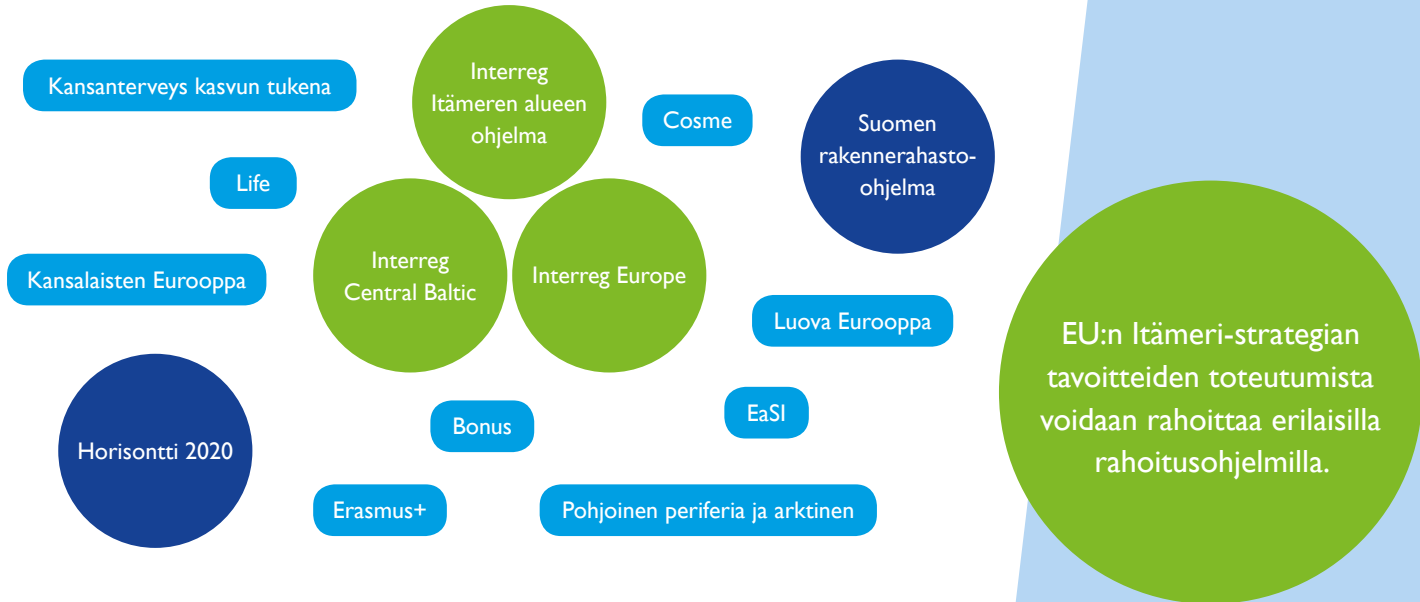 Kansanterveys kasvun tukena
Interreg
Itämeren alueen
ohjelma
Cosme
Suomen
rakennerahasto-
ohjelma
Life
Interreg
Central Baltic
Interreg Europe
Kansalaisten Eurooppa
Luova Eurooppa
Horisontti 2020
Bonus
EaSI
Erasmus+
Pohjoinen periferia ja arktinen
EU:n Itämeri-strategian
tavoitteiden toteutumista
voidaan rahoittaa erilaisilla
rahoitusohjelmilla.